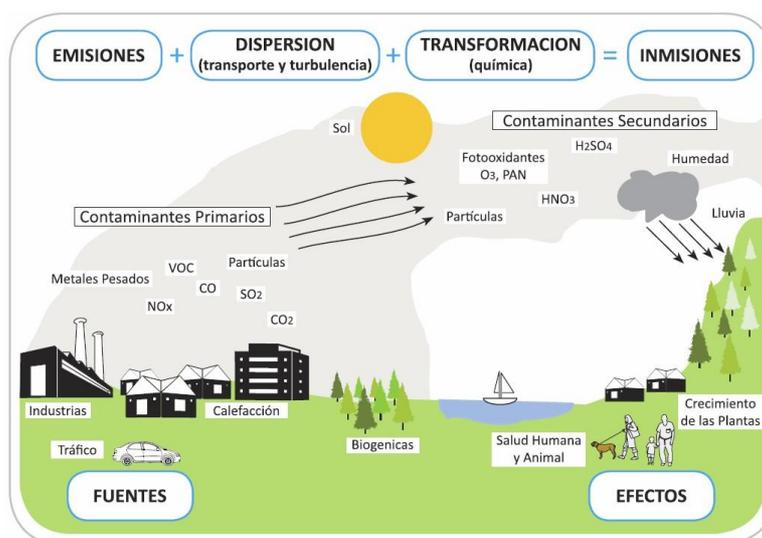 EMISIONES + DISPERSION + TRANSFORMACION = INMISIONES
(transporte y turbulencia) (química)
Contaminantes Secundarios
Sol
H2SO4
Fotooxidantes
O3, PAN
Humedad
HNO3
Contaminantes Primarios
Partículas
Lluvia
Metales Pesados
VOC
Partículas
CO
SO2
NOx
CO2
Industrias
Calefacción
Biogenicas
Crecimiento
de las Plantas
Tráfico
Salud Humana
y Animal
FUENTES
EFECTOS